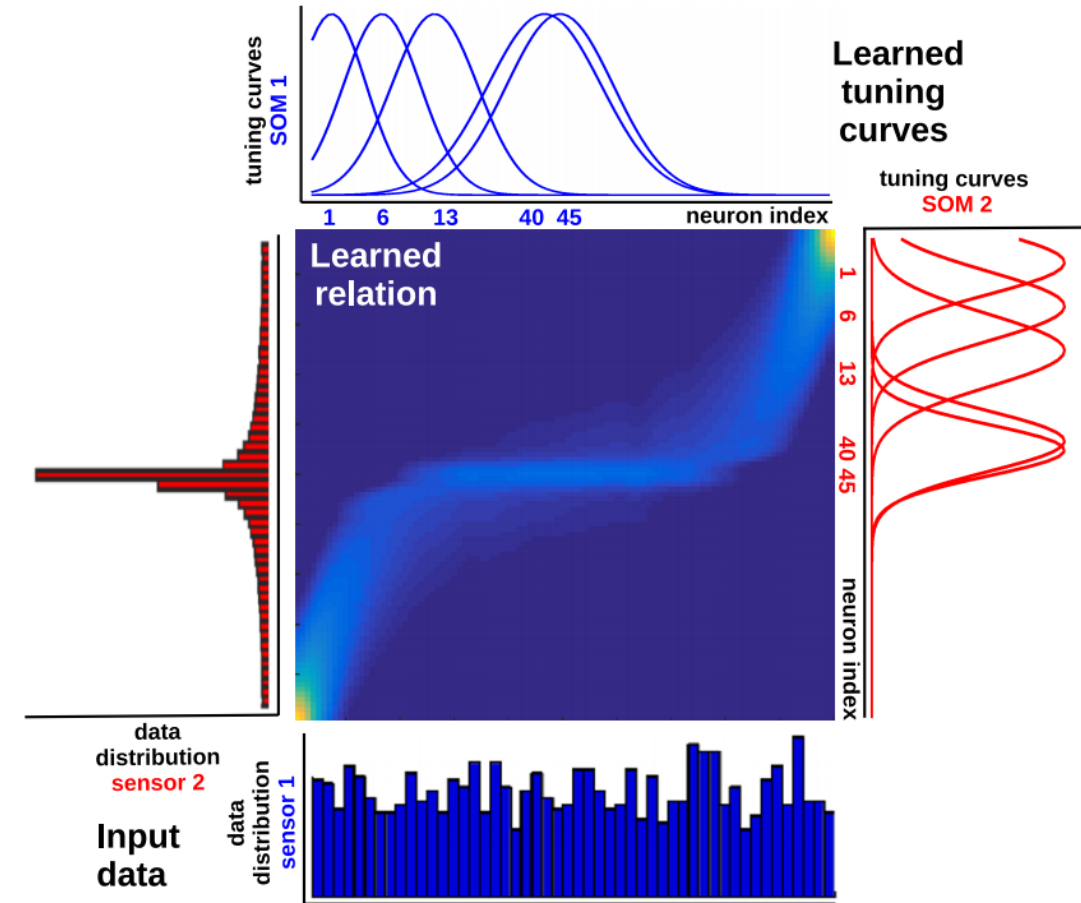 tuning curves
SOM 1
Learned
tuning
curves
tuning curves
SOM 2
1 6 13 40 45 neuron index
Learned
relation
1
6
13
40 45
neuron index
data
distribution
sensor 2
data
distribution
sensor 1
Input
data